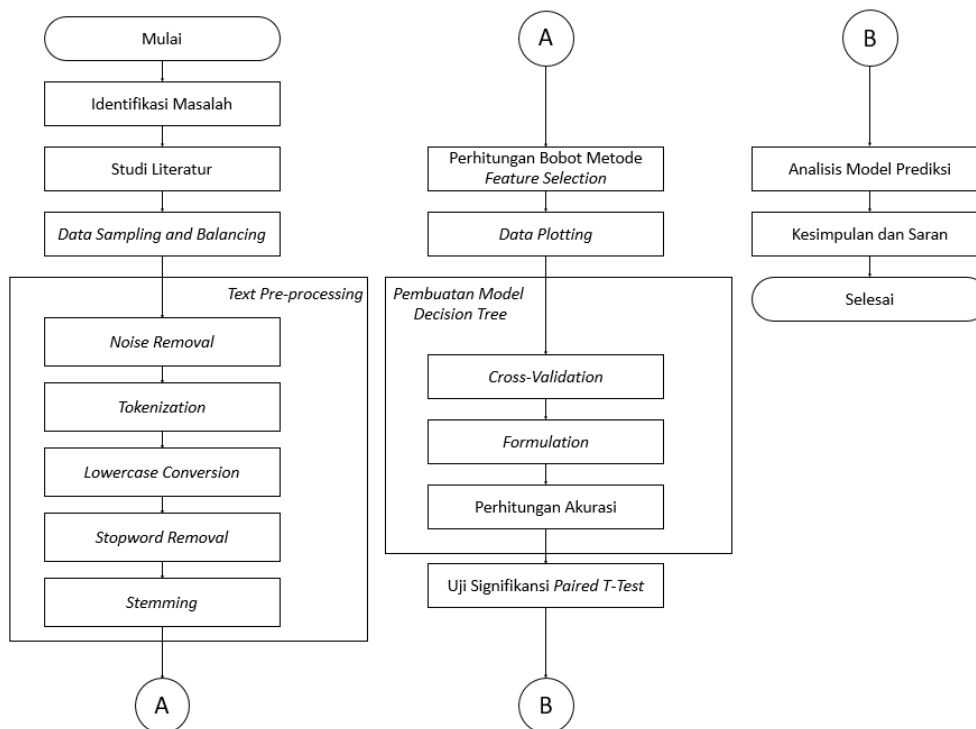 Mulai
Identifikasi Masalah
Studi Literatur
Data Sampling and Balancing
Text Pre-processing
Noise Removal
Tokenization
Lowercase Conversion
Stopword Removal
Stemming
A
A
Perhitungan Bobot Metode
Feature Selection
Data Plotting
Pembuatan Model
Decision Tree
Cross-Validation
Formulation
Perhitungan Akurasi
Uji Signifikansi Paired T-Test
B
B
Analisis Model Prediksi
Kesimpulan dan Saran
Selesai